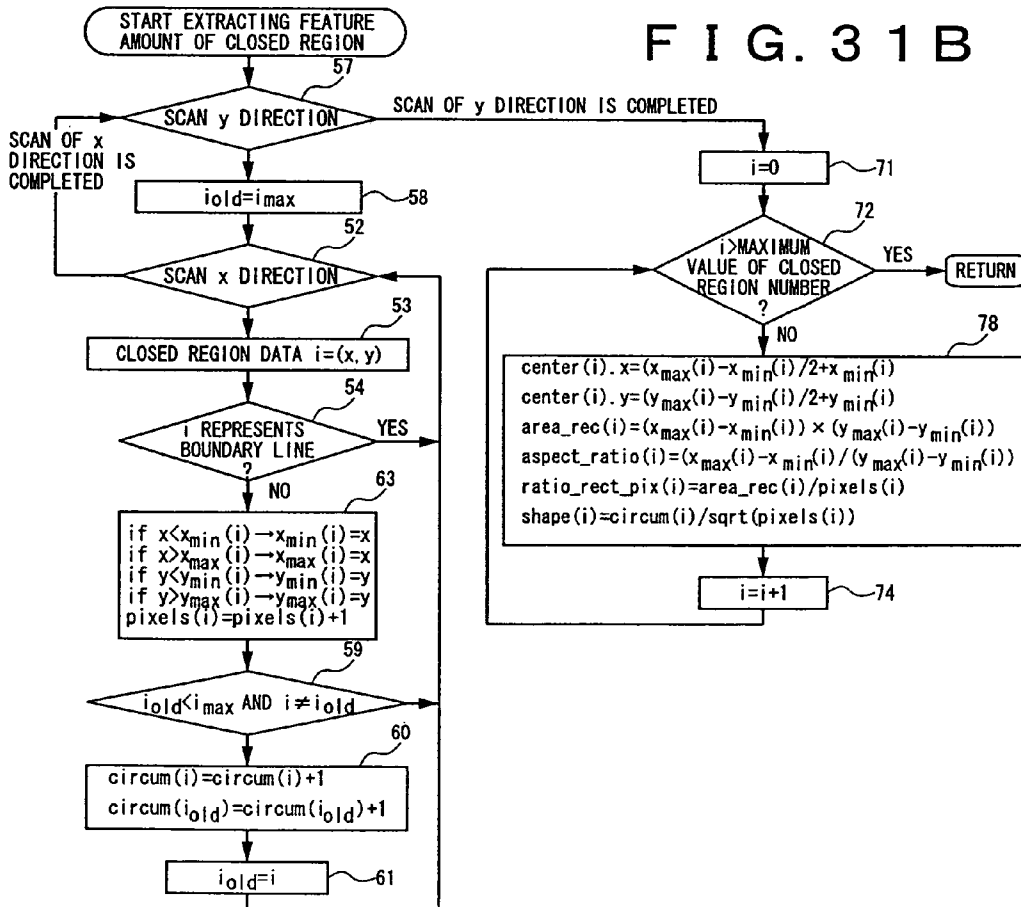 F I G. 31B
START EXTRACTING FEATURE
AMOUNT OF CLOSED REGION
57
SCAN y DIRECTION
SCAN OF y DIRECTION IS COMPLETED
SCAN OF x
DIRECTION IS
COMPLETED
iold=imax
58
52
SCAN x DIRECTION
53
CLOSED REGION DATA i=(x, y)
54
i REPRESENTS
BOUNDARY LINE
?
YES
NO
63
if x<xmin(i)→xmin(i)=x
if x>xmax(i)→xmax(i)=x
if y<ymin(i)→ymin(i)=y
if y>ymax(i)→ymax(i)=y
pixels(i)=pixels(i)+1
59
iold<imax AND i≠iold
60
circum(i)=circum(i)+1
circum(iold)=circum(iold)+1
iold=i
61
i=0
71
72
i>MAXIMUM
VALUE OF CLOSED
REGION NUMBER
?
YES
RETURN
NO
78
center(i).x=(xmax(i)-xmin(i)/2+xmin(i)
center(i).y=(ymax(i)-ymin(i)/2+ymin(i)
area_rec(i)=(xmax(i)-xmin(i))×(ymax(i)-ymin(i))
aspect_ratio(i)=(xmax(i)-xmin(i)/(ymax(i)-ymin(i))
ratio_rect_pix(i)=area_rec(i)/pixels(i)
shape(i)=circum(i)/sqrt(pixels(i))
i=i+1
74